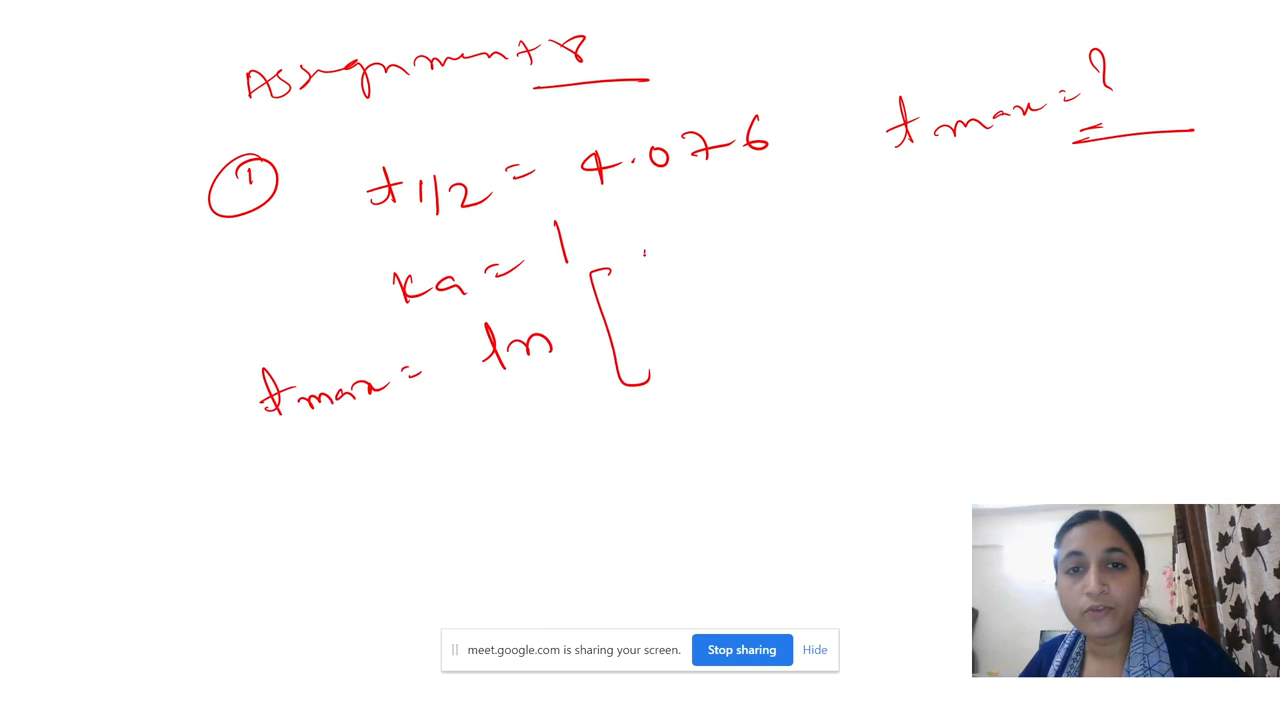 Assignment 8
tmax = ?
① t1/2 = 4.076
Ka = 1
tmax = ln [
meet.google.com is sharing your screen. Stop sharing Hide